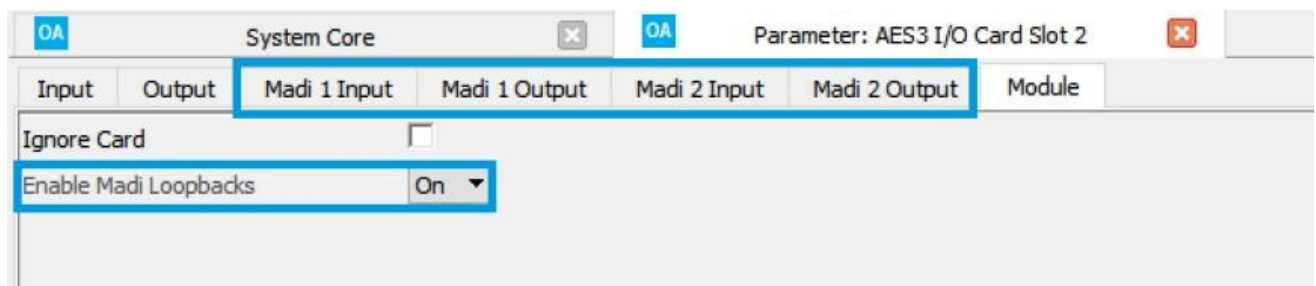 OA System Core OA Parameter: AES3 I/O Card Slot 2
Input Output Madi 1 Input Madi 1 Output Madi 2 Input Madi 2 Output Module
Ignore Card
Enable Madi Loopbacks On